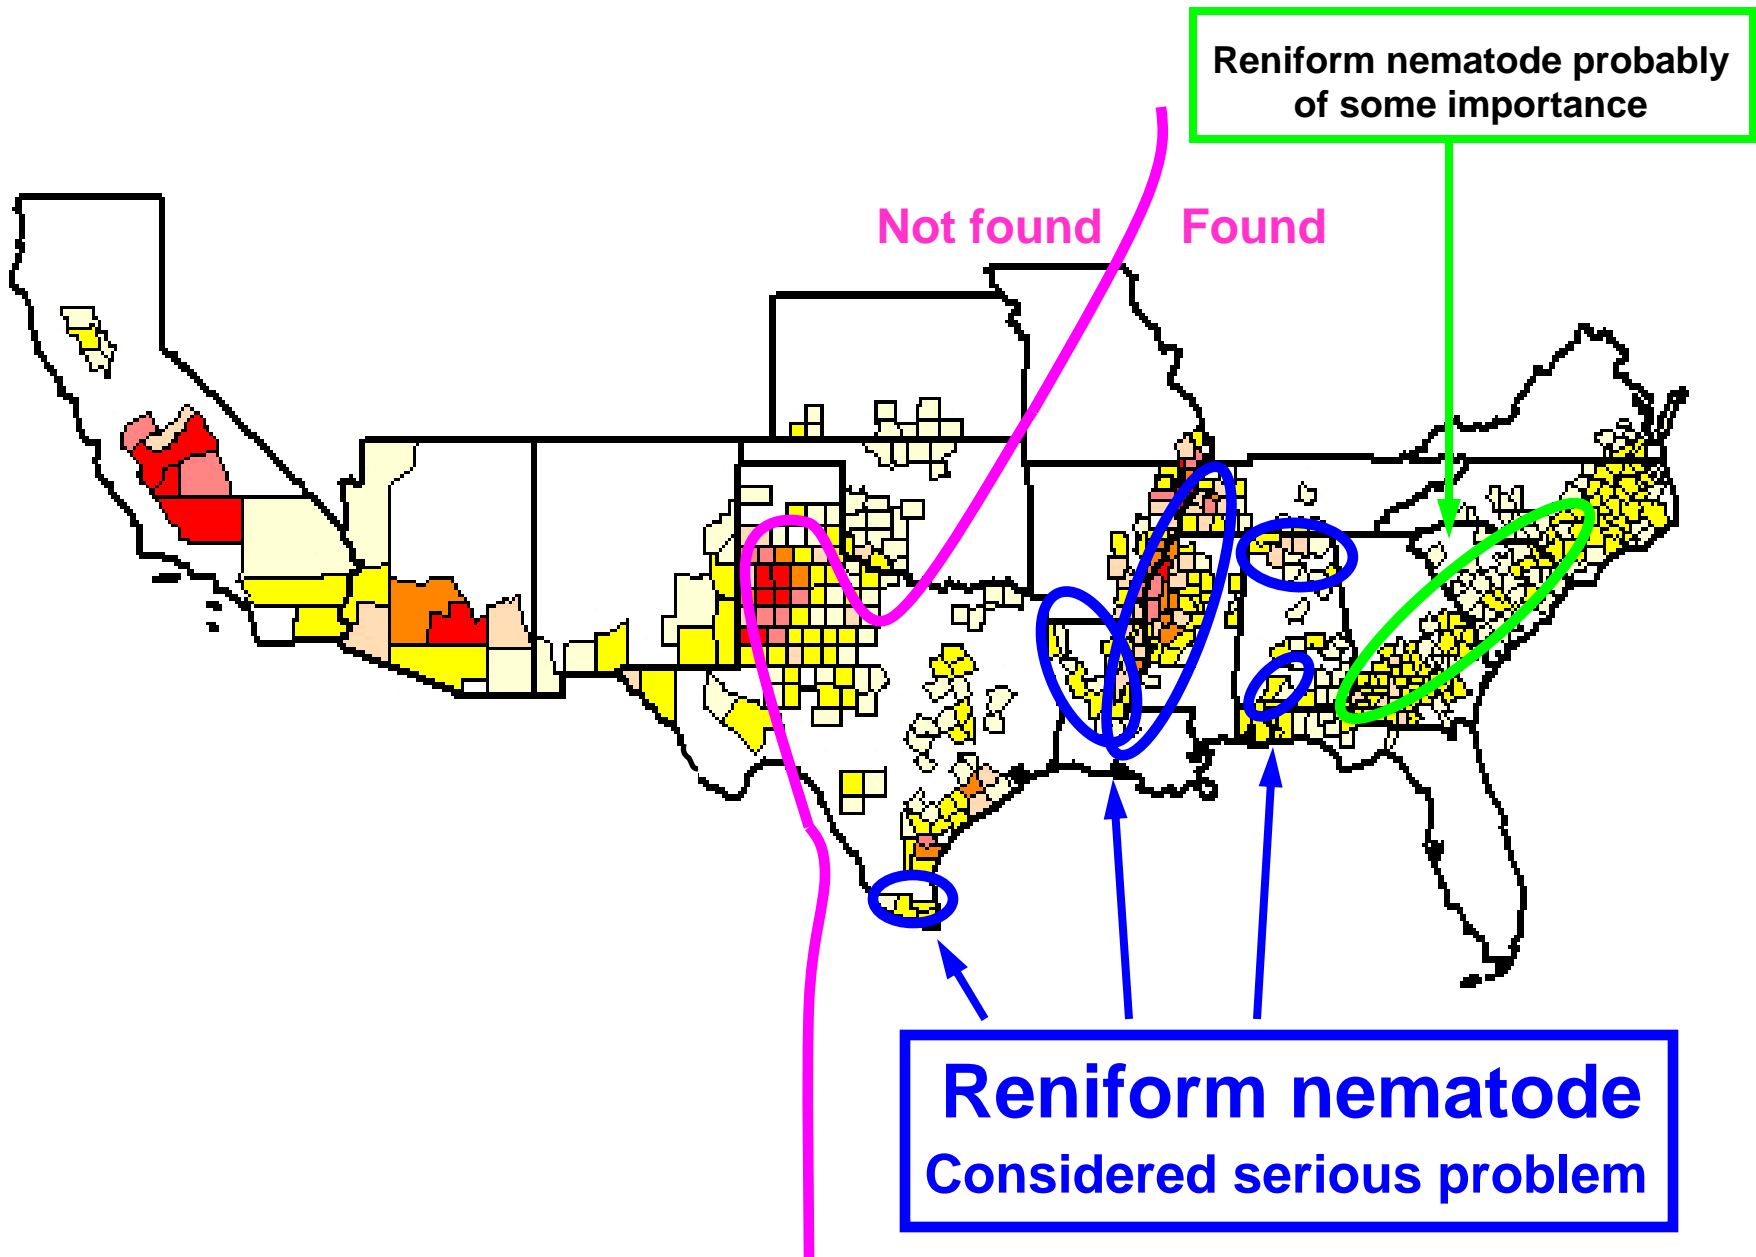 Reniform nematode probably
of some importance
Not found
Found
Reniform nematode
Considered serious problem